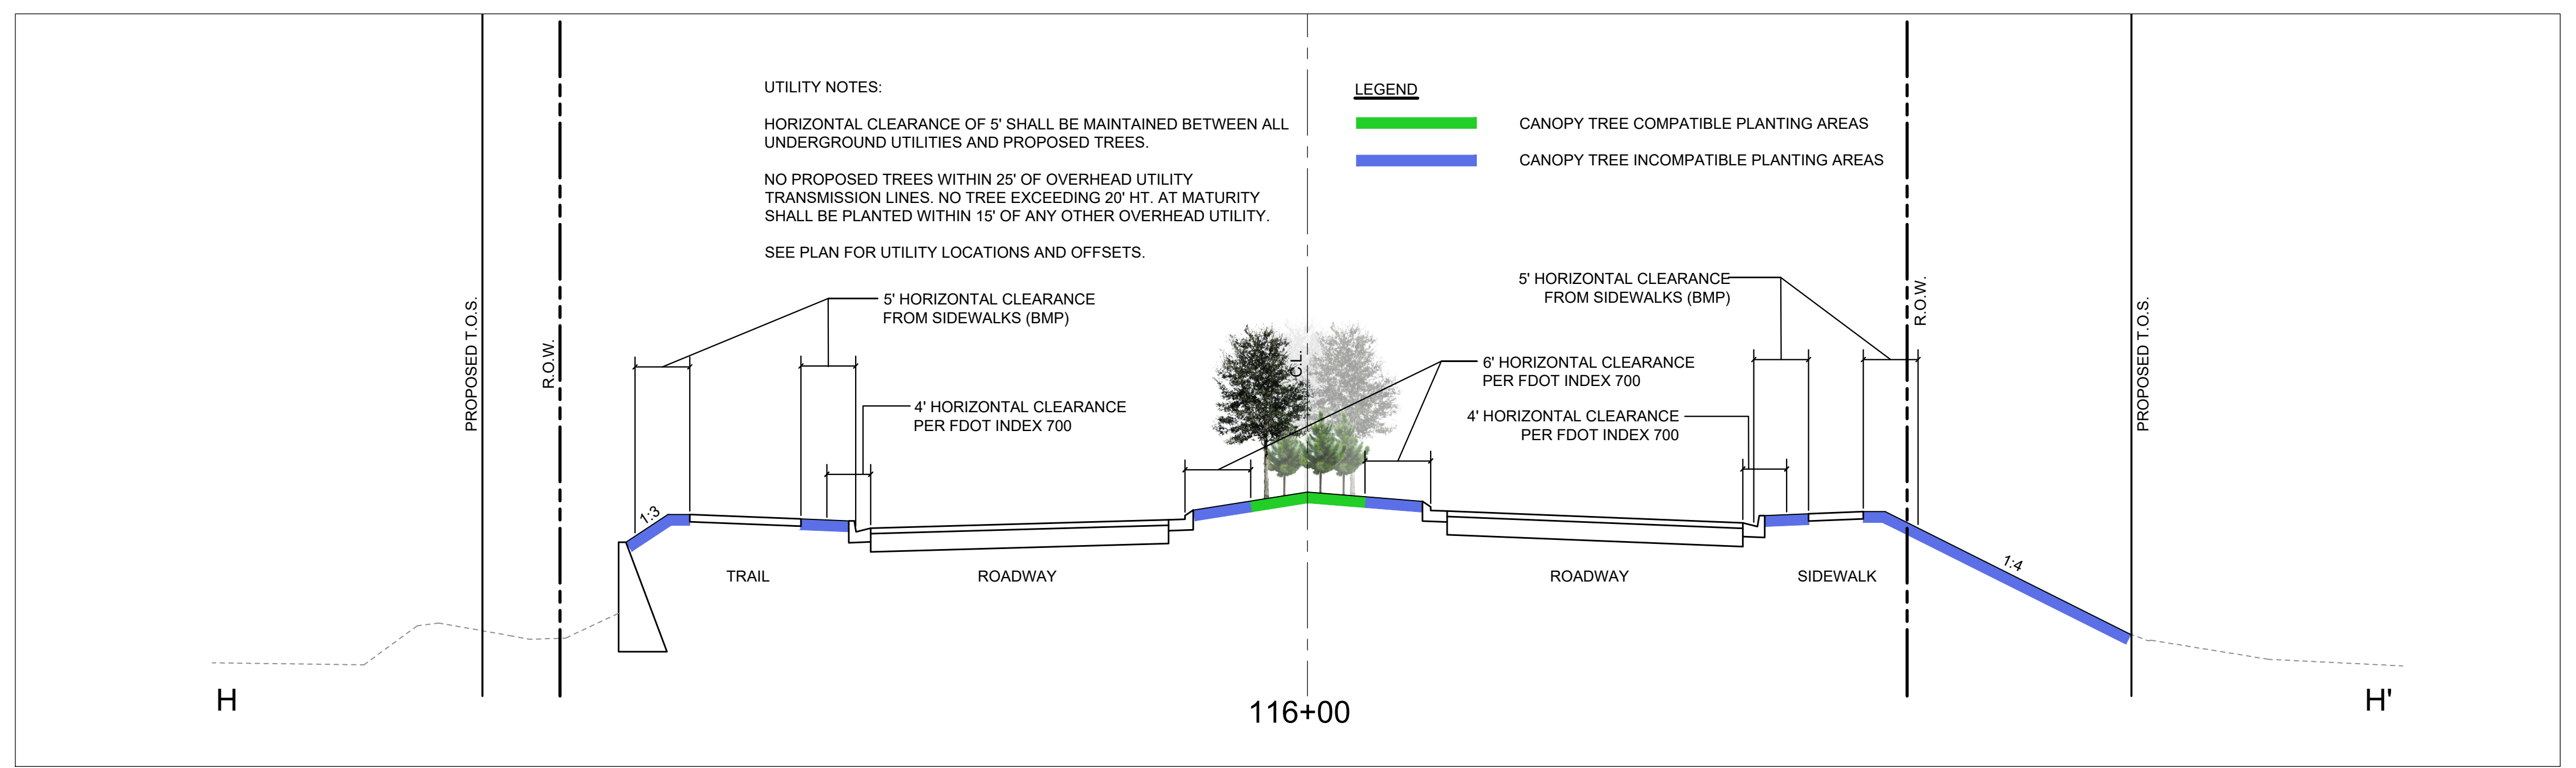 UTILITY NOTES:
HORIZONTAL CLEARANCE OF 5' SHALL BE MAINTAINED BETWEEN ALL
UNDERGROUND UTILITIES AND PROPOSED TREES.
NO PROPOSED TREES WITHIN 25' OF OVERHEAD UTILITY
TRANSMISSION LINES. NO TREE EXCEEDING 20' HT. AT MATURITY
SHALL BE PLANTED WITHIN 15' OF ANY OTHER OVERHEAD UTILITY.
SEE PLAN FOR UTILITY LOCATIONS AND OFFSETS.
LEGEND
CANOPY TREE COMPATIBLE PLANTING AREAS
CANOPY TREE INCOMPATIBLE PLANTING AREAS
PROPOSED T.O.S.
R.O.W.
5' HORIZONTAL CLEARANCE
FROM SIDEWALKS (BMP)
4' HORIZONTAL CLEARANCE
PER FDOT INDEX 700
C.L.
6' HORIZONTAL CLEARANCE
PER FDOT INDEX 700
5' HORIZONTAL CLEARANCE
FROM SIDEWALKS (BMP)
4' HORIZONTAL CLEARANCE
PER FDOT INDEX 700
R.O.W.
PROPOSED T.O.S.
1:3
TRAIL
ROADWAY
ROADWAY
SIDEWALK
1:4
H
116+00
H'